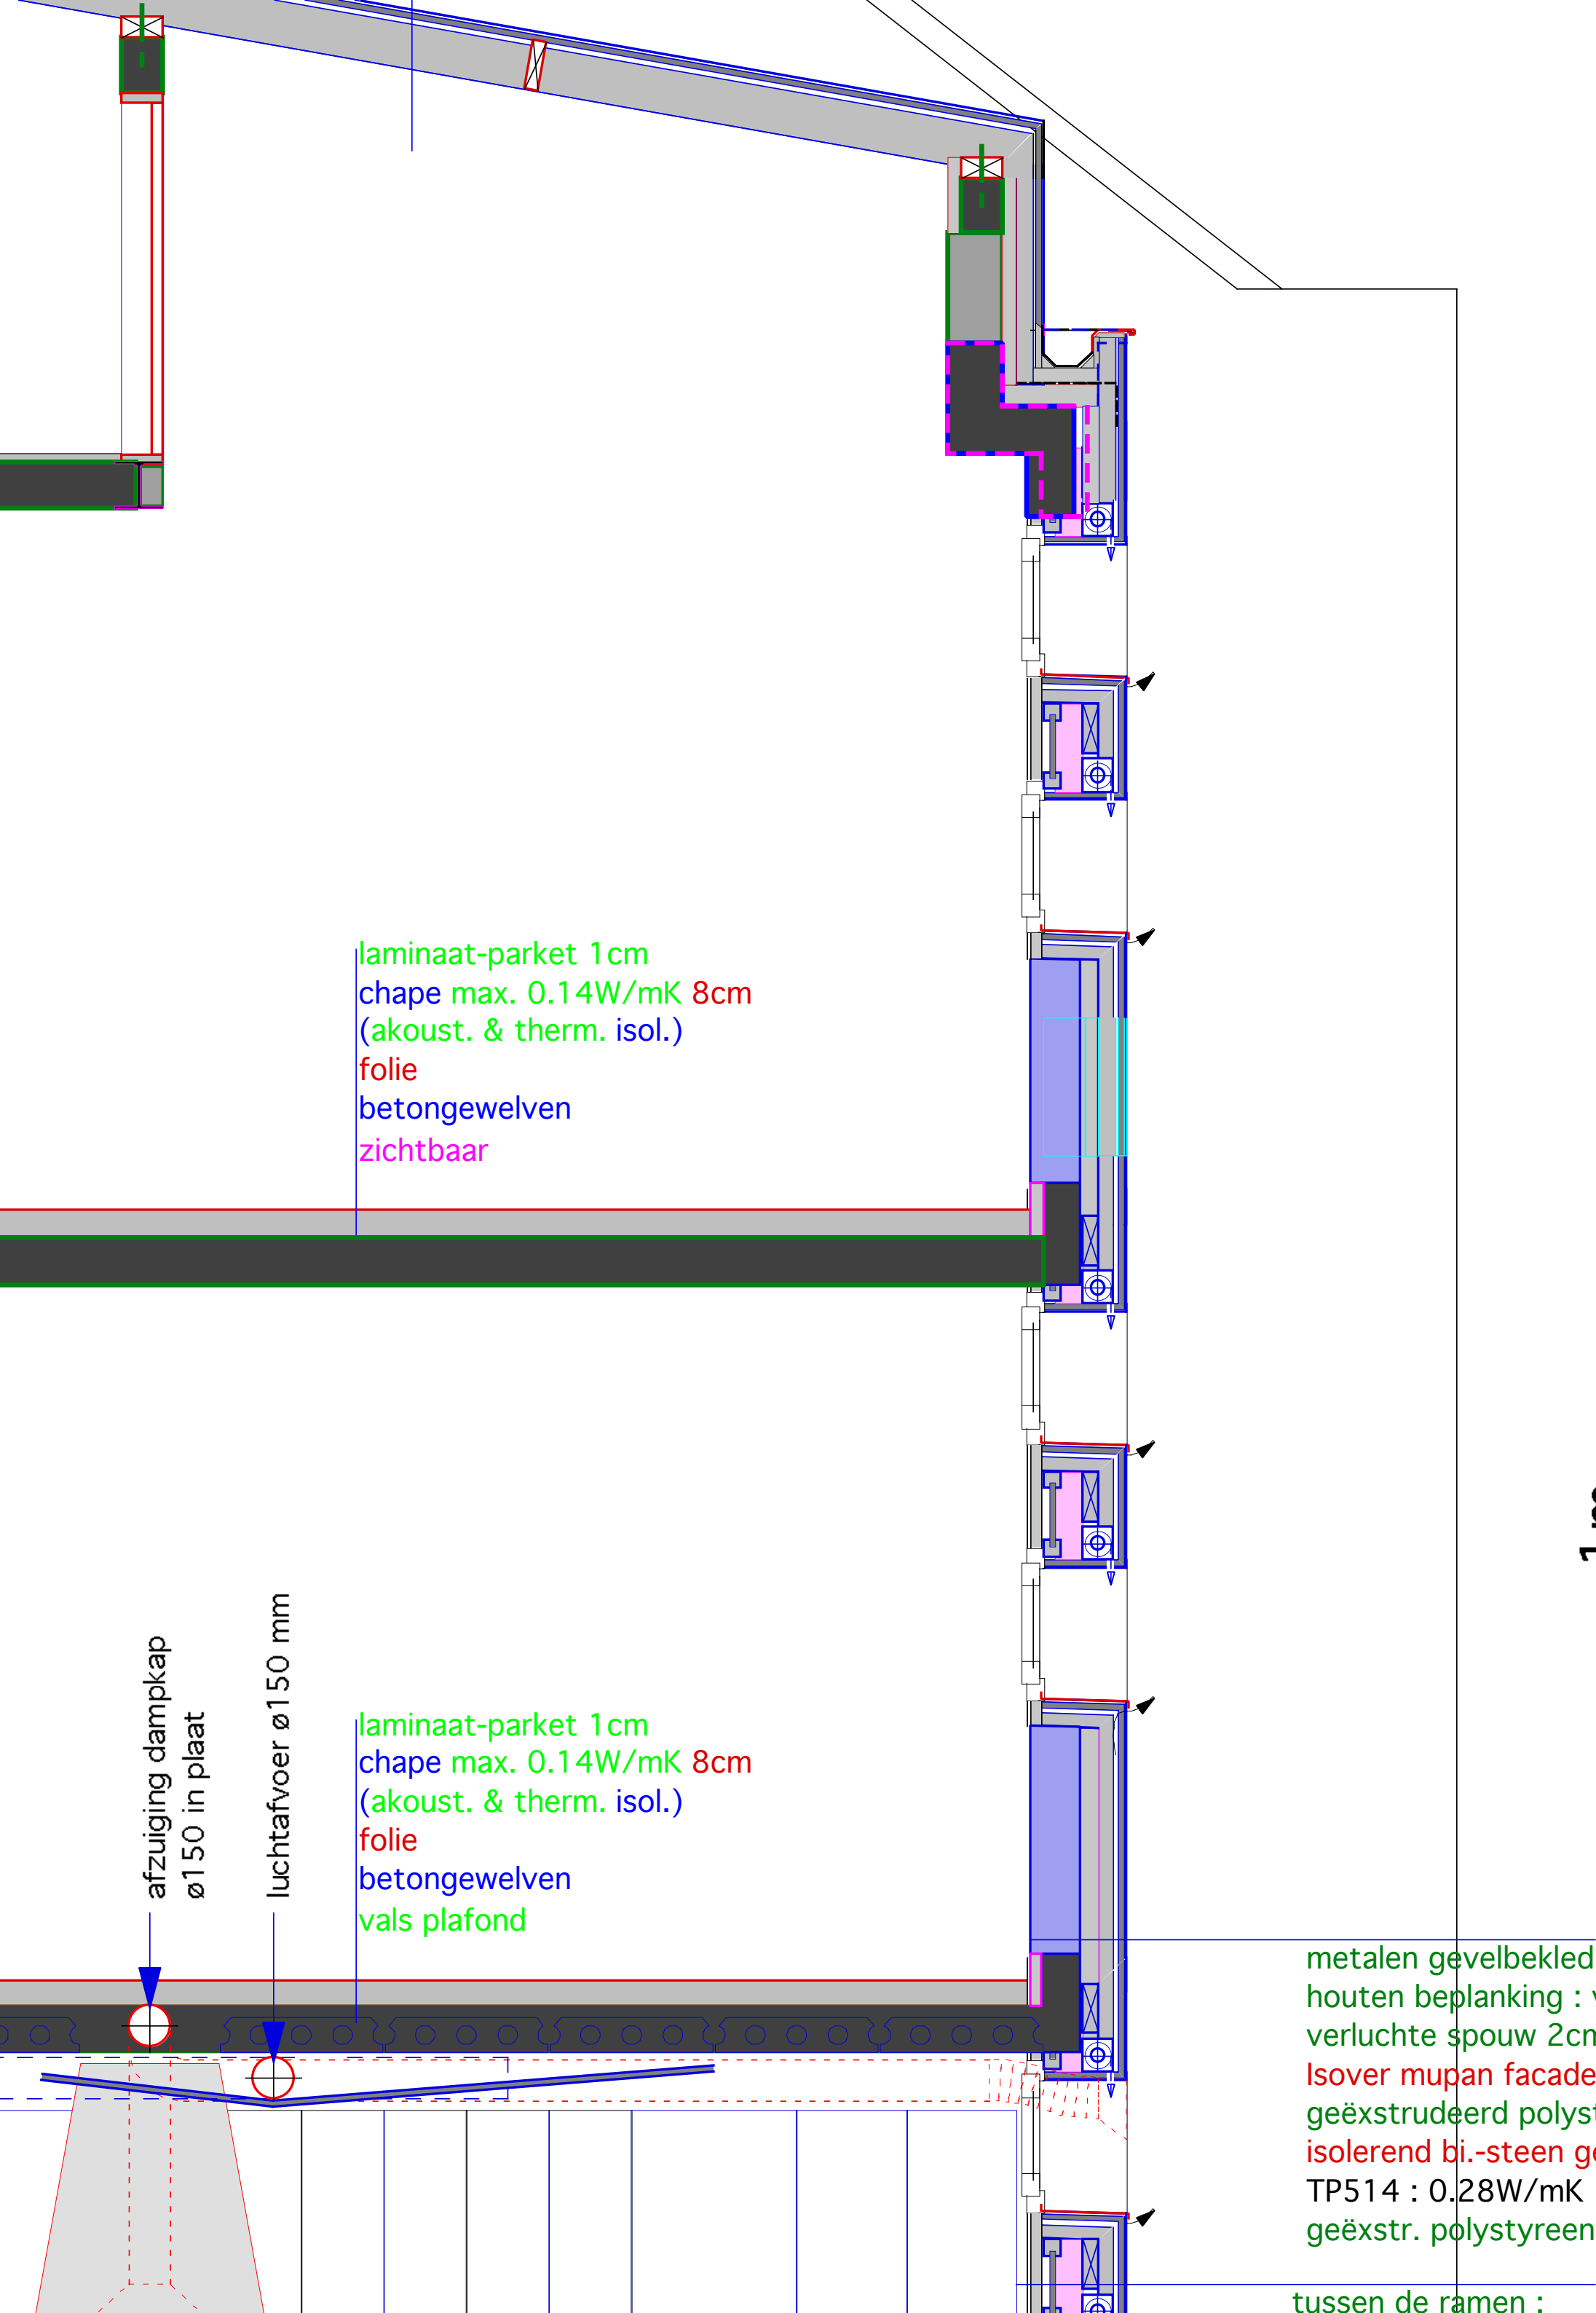 laminaat-parket 1cm
chape max. 0.14W/mK 8cm
(akoust. & therm. isol.)
folie
betongewelven
zichtbaar
1 m
afzuiging dampkap
ø150 in plaat
luchtafvoer ø150 mm
laminaat-parket 1cm
chape max. 0.14W/mK 8cm
(akoust. & therm. isol.)
folie
betongewelven
vals plafond
metalen gevelbekled
houten beplanking :
verluchte spouw 2cm
Isover mupan facade
geëxstrudeerd polyst
isolerend bi.-steen ge
TP514 : 0.28W/mK
geëxstr. polystyreen
tussen de ramen :